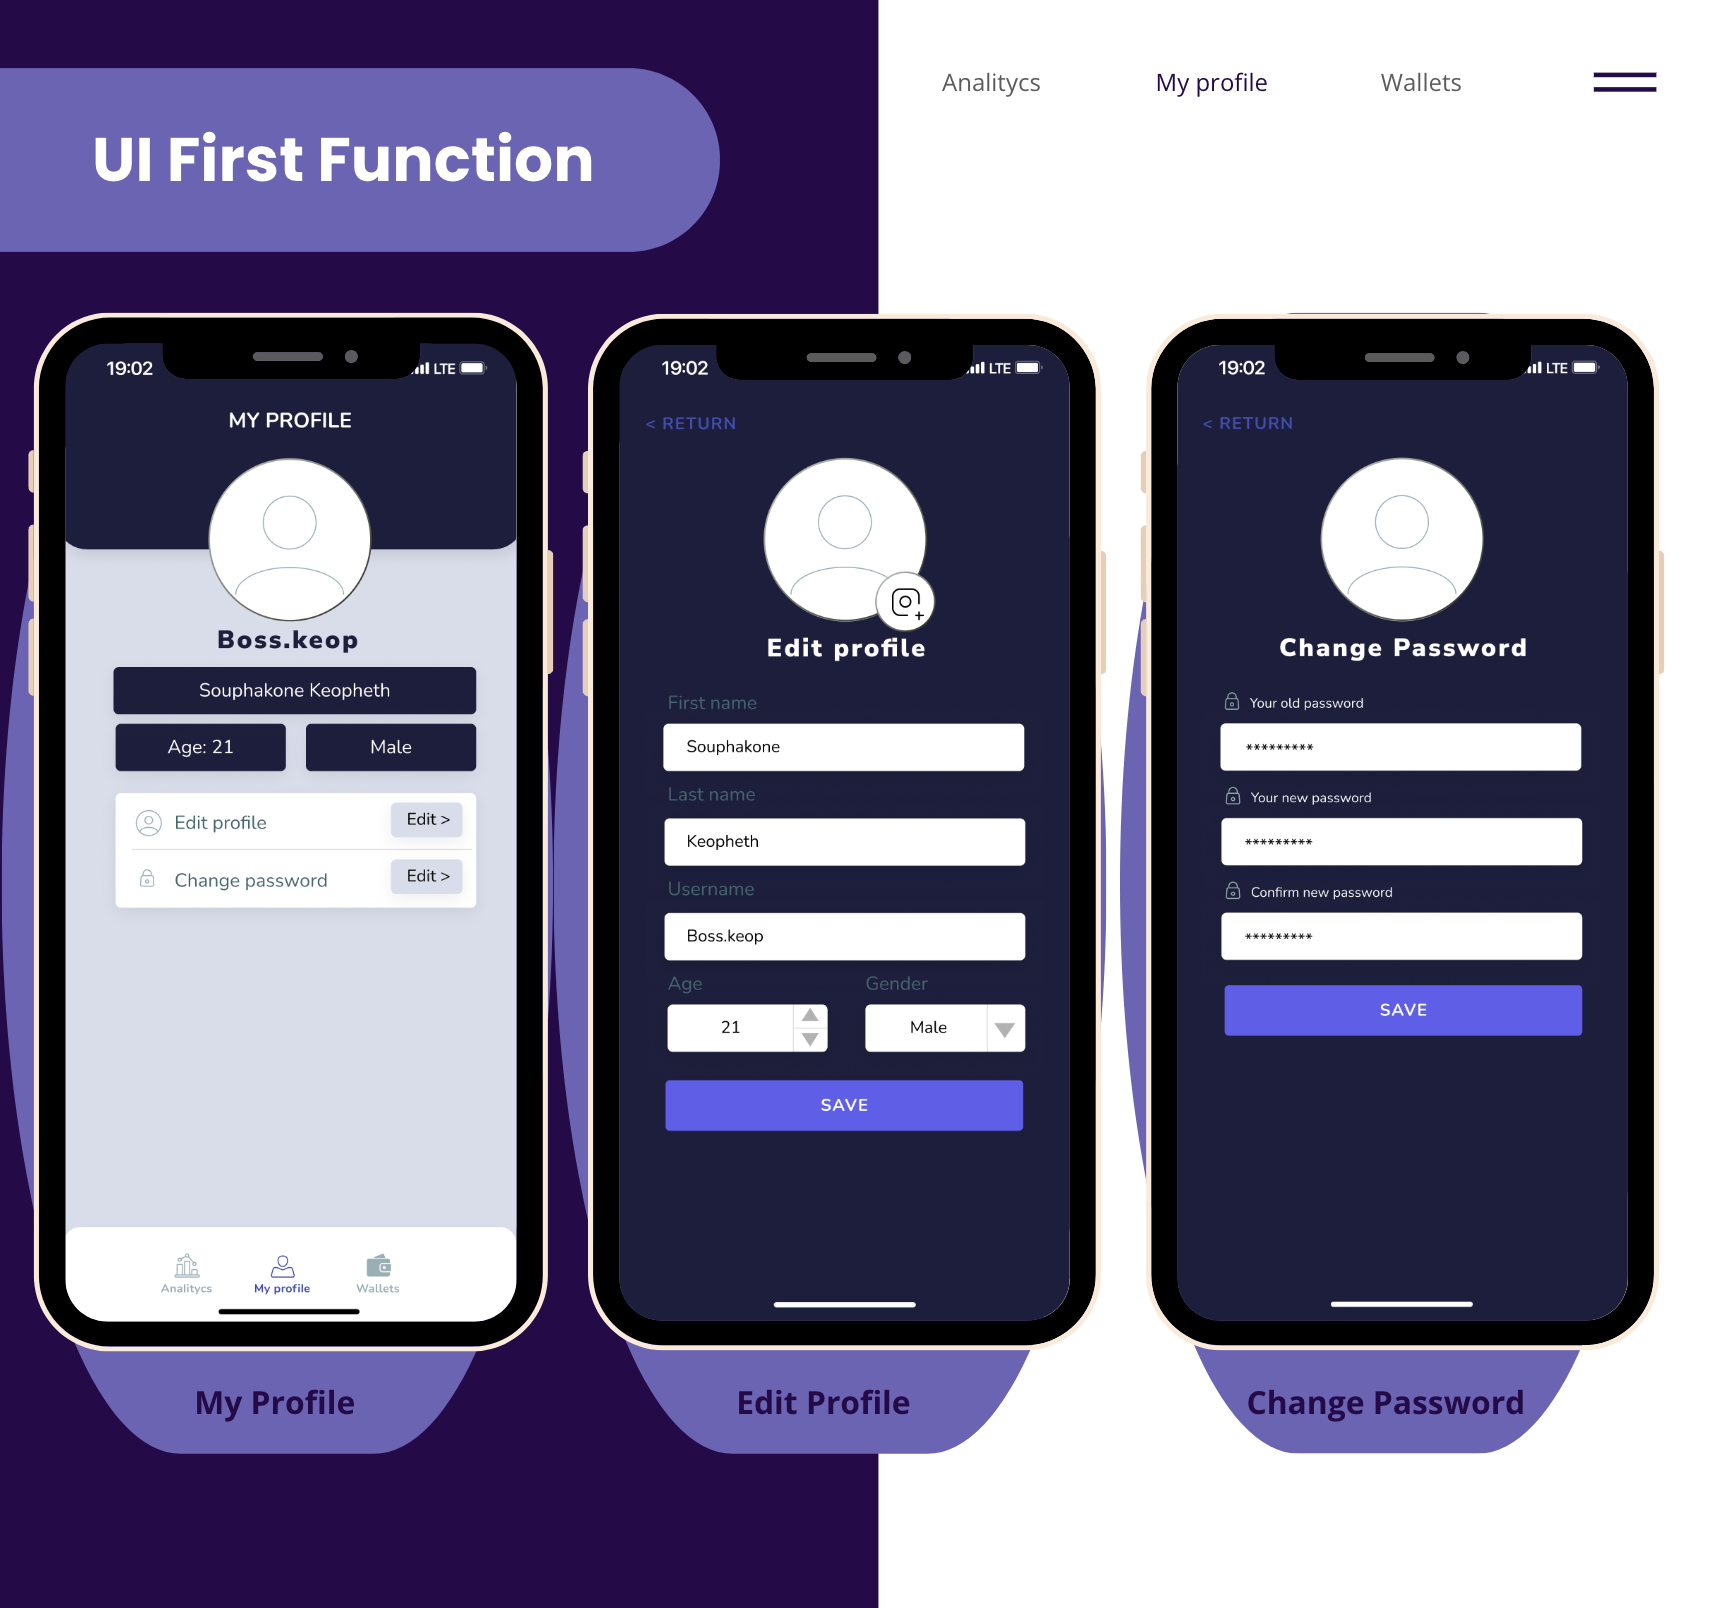 Analitycs
My profile
Wallets
UI First Function
19:02
LTE
MY PROFILE
Boss.keop
Souphakone Keopheth
Age: 21
Male
Edit profile
Edit >
Change password
Edit >
Analitycs
My profile
Wallets
My Profile
19:02
LTE
< RETURN
Edit profile
First name
Souphakone
Last name
Keopheth
Username
Boss.keop
Age
Gender
21
Male
SAVE
Edit Profile
19:02
LTE
< RETURN
Change Password
Your old password
*********
Your new password
*********
Confirm new password
*********
SAVE
Change Password